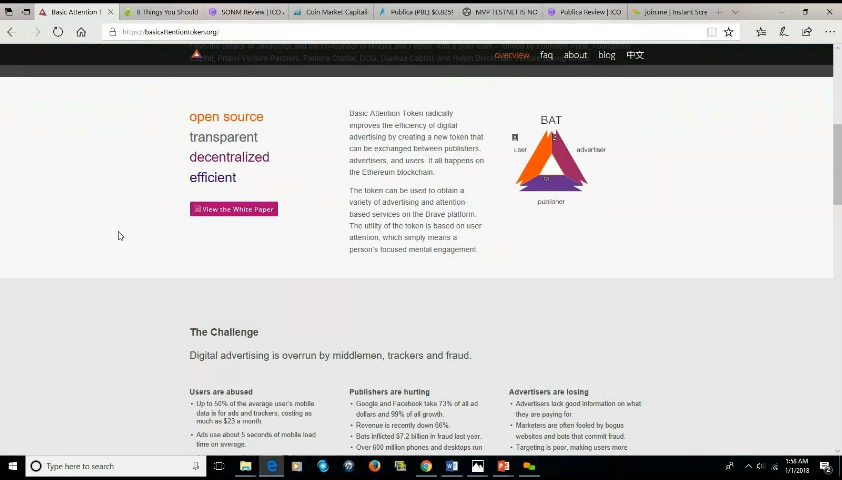 Basic Attention T
8 Things You Should
SONM Review | ICO
Coin Market Capitali
Publica (PBL) $0.825
MVP TESTNET IS NO
Publica Review | ICO
join.me | Instant Scre
https://basicattentiontoken.org/
overview faq about blog 中文
open source
transparent
decentralized
efficient
View the White Paper
Basic Attention Token radically
improves the efficiency of digital
advertising by creating a new token that
can be exchanged between publishers,
advertisers, and users. It all happens on
the Ethereum blockchain.
The token can be used to obtain a
variety of advertising and attention-
based services on the Brave platform.
The utility of the token is based on user
attention, which simply means a
person's focused mental engagement.
BAT
user
advertiser
publisher
The Challenge
Digital advertising is overrun by middlemen, trackers and fraud.
Users are abused
• Up to 50% of the average user's mobile
data is for ads and trackers, costing as
much as $23 a month.
• Ads use about 5 seconds of mobile load
time on average.
Publishers are hurting
• Google and Facebook take 73% of all ad
dollars and 99% of all growth.
• Revenue is recently down 66%.
• Bots inflicted $7.2 billion in fraud last year.
• Over 600 million phones and desktops run
Advertisers are losing
• Advertisers lack good information on what
they are paying for.
• Marketers are often fooled by bogus
websites and bots that commit fraud.
• Targeting is poor, making users more
Type here to search
1:58 AM
1/1/2018